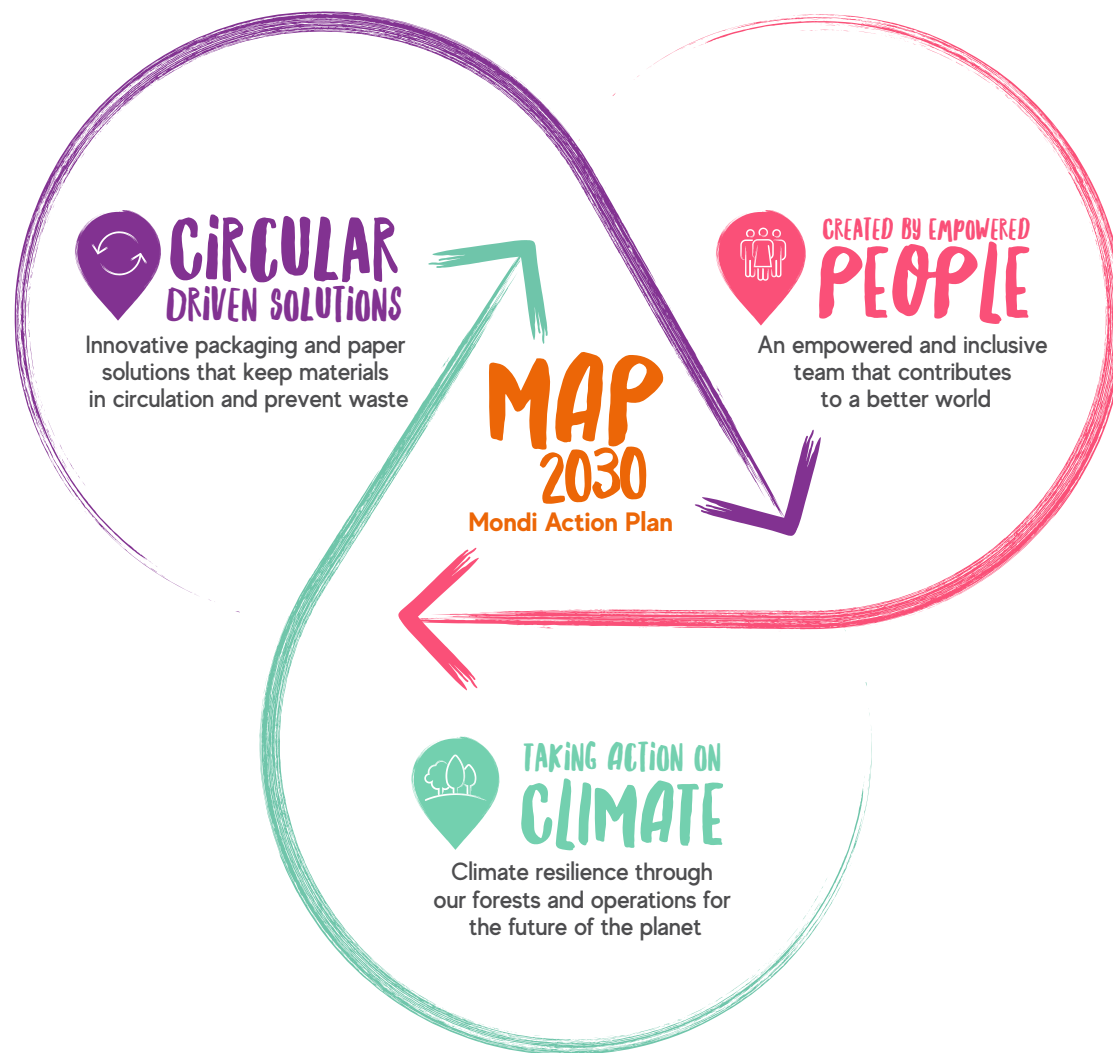 CiRCULAR
DRiVEN SOLUTiONS
Innovative packaging and paper
solutions that keep materials
in circulation and prevent waste
CREATED BY EMPOWERED
PEOPLE
An empowered and inclusive
team that contributes
to a better world
MAP
2030
Mondi Action Plan
TAKiNG ACTiON ON
CLIMATE
Climate resilience through
our forests and operations for
the future of the planet